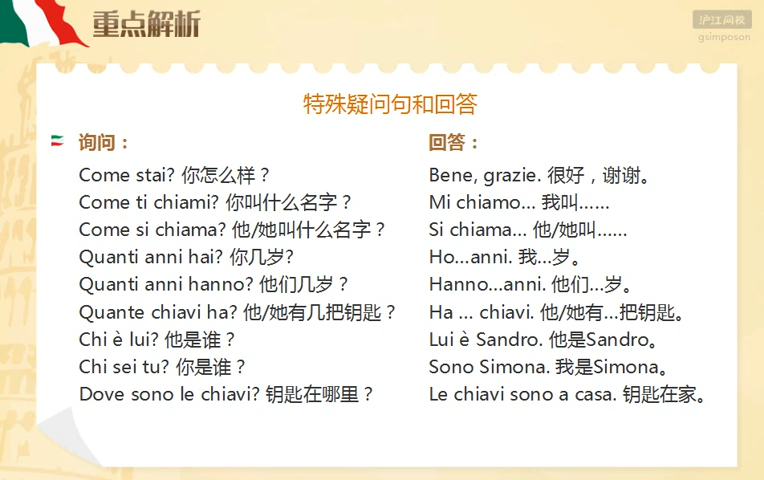 重点解析
沪江网校
gsimposon
特殊疑问句和回答
询问：
回答：
Come stai? 你怎么样？
Bene, grazie. 很好，谢谢。
Come ti chiami? 你叫什么名字？
Mi chiamo... 我叫……
Come si chiama? 他/她叫什么名字？
Si chiama... 他/她叫……
Quanti anni hai? 你几岁?
Ho...anni. 我...岁。
Quanti anni hanno? 他们几岁？
Hanno...anni. 他们...岁。
Quante chiavi ha? 他/她有几把钥匙？
Ha ... chiavi. 他/她有...把钥匙。
Chi è lui? 他是谁？
Lui è Sandro. 他是Sandro。
Chi sei tu? 你是谁？
Sono Simona. 我是Simona。
Dove sono le chiavi? 钥匙在哪里？
Le chiavi sono a casa. 钥匙在家。